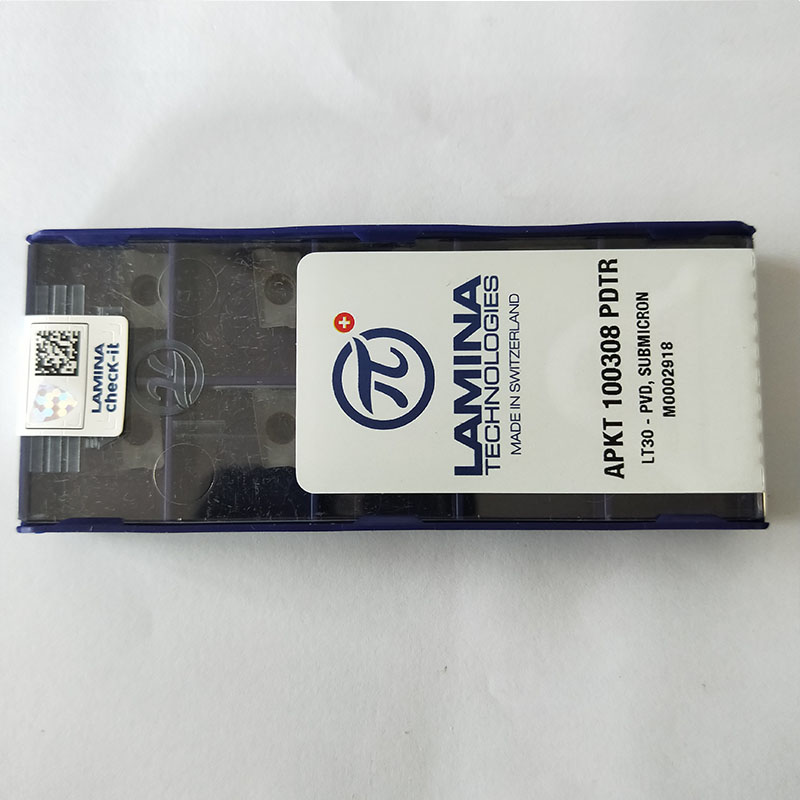 LAMINA
checK-it
π
LAMINA
TECHNOLOGIES
MADE IN SWITZERLAND
APKT 100308 PDTR
LT30 - PVD, SUBMICRON
M0002918